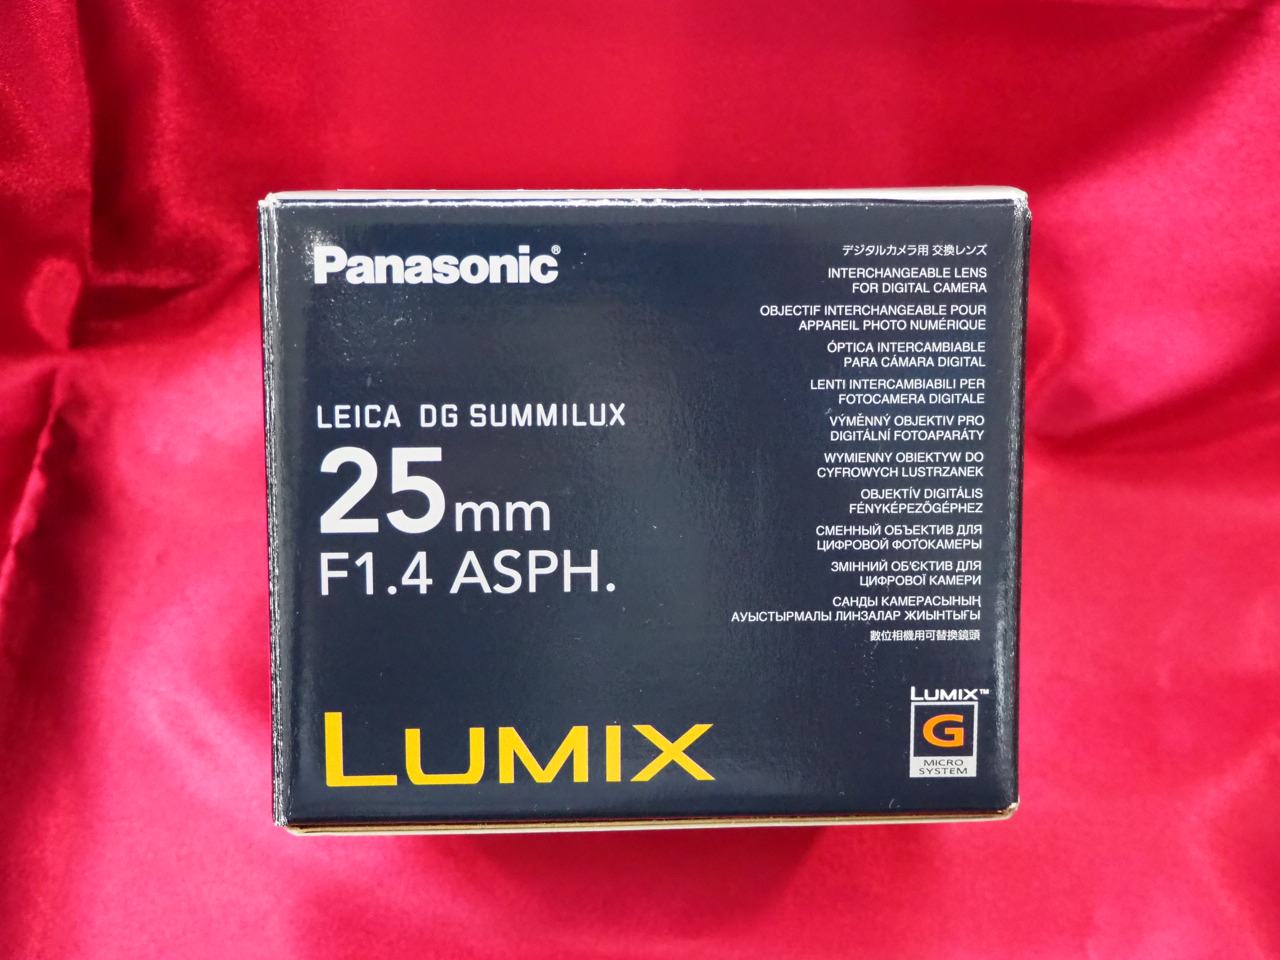 Panasonic®
LEICA DG SUMMILUX
25mm
F1.4 ASPH.
LUMIX
デジタルカメラ用 交換レンズ
INTERCHANGEABLE LENS
FOR DIGITAL CAMERA
OBJECTIF INTERCHANGEABLE POUR
APPAREIL PHOTO NUMÉRIQUE
ÓPTICA INTERCAMBIABLE
PARA CÁMARA DIGITAL
LENTI INTERCAMBIABILI PER
FOTOCAMERA DIGITALE
VÝMĚNNÝ OBJEKTIV PRO
DIGITÁLNÍ FOTOAPARÁTY
WYMIENNY OBIEKTYW DO
CYFROWYCH LUSTRZANEK
OBJEKTÍV DIGITÁLIS
FÉNYKÉPEZŐGÉPHEZ
СМЕННЫЙ ОБЪЕКТИВ ДЛЯ
ЦИФРОВОЙ ФОТОКАМЕРЫ
ЗМІННИЙ ОБ'ЄКТИВ ДЛЯ
ЦИФРОВОЇ КАМЕРИ
САНДЫ КАМЕРАСЫНЫҢ
АУЫСТЫРМАЛЫ ЛИНЗАЛАР ЖИЫНТЫҒЫ
數位相機用可替換鏡頭
LUMIX™
G
MICRO
SYSTEM